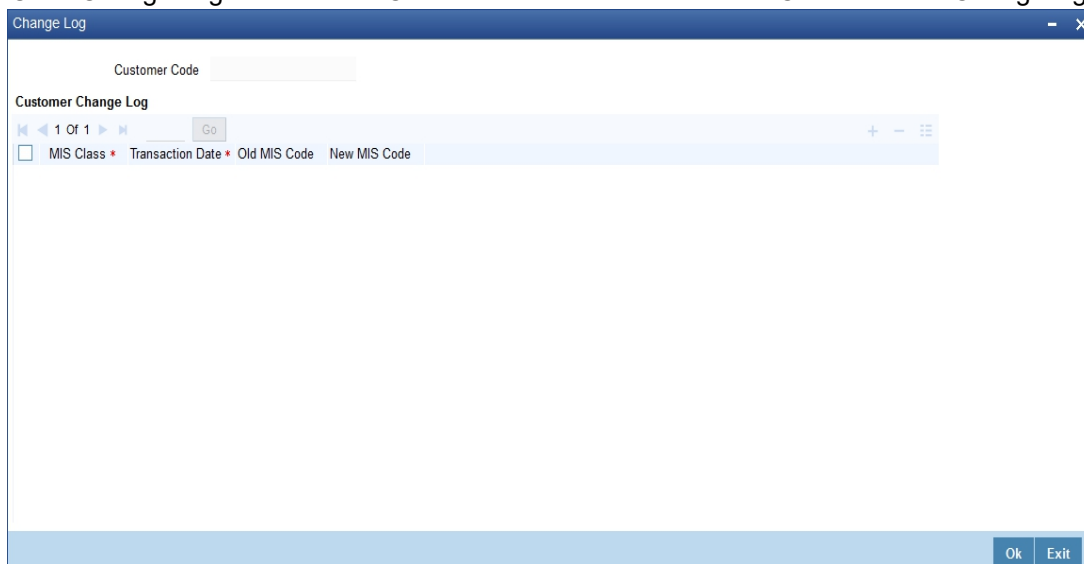 Change Log
Customer Code
Customer Change Log
1 Of 1 Go
MIS Class * Transaction Date * Old MIS Code New MIS Code
Ok Exit